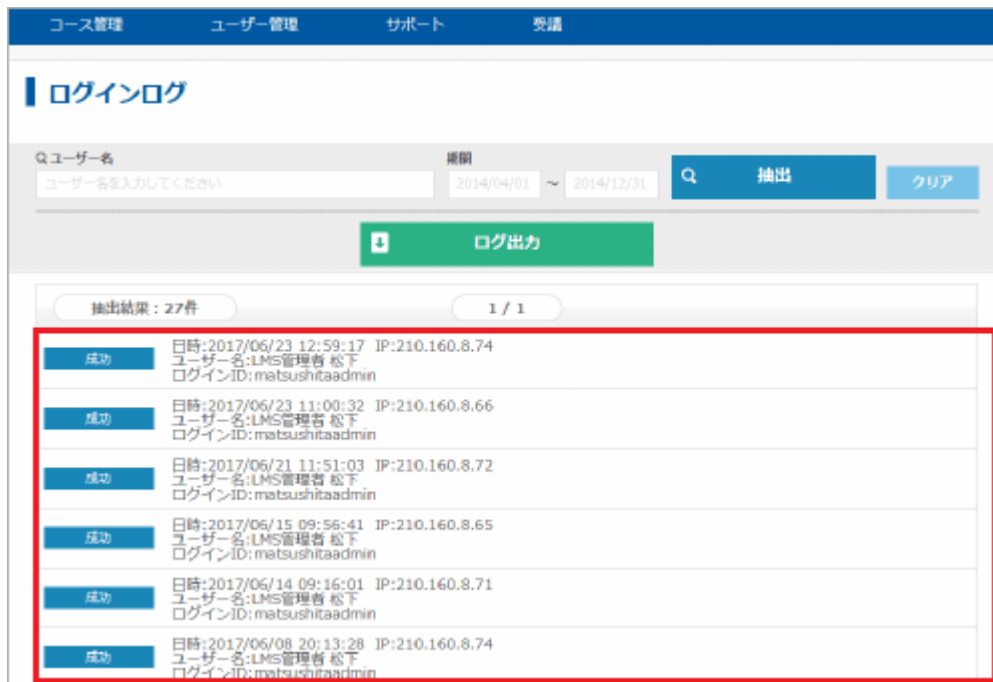 コース管理 ユーザー管理 サポート 受講
ログインログ
ユーザー名 期間
ユーザー名を入力してください 2014/04/01 ~ 2014/12/31 抽出 クリア
ログ出力
抽出結果:27件 1 / 1
日時:2017/06/23 12:59:17 IP:210.160.8.74
成功 ユーザー名:LMS管理者 松下
ログインID:matsushitaadmin
日時:2017/06/23 11:00:32 IP:210.160.8.66
成功 ユーザー名:LMS管理者 松下
ログインID:matsushitaadmin
日時:2017/06/21 11:51:03 IP:210.160.8.72
成功 ユーザー名:LMS管理者 松下
ログインID:matsushitaadmin
日時:2017/06/15 09:56:41 IP:210.160.8.65
成功 ユーザー名:LMS管理者 松下
ログインID:matsushitaadmin
日時:2017/06/14 09:16:01 IP:210.160.8.71
成功 ユーザー名:LMS管理者 松下
ログインID:matsushitaadmin
日時:2017/06/08 20:13:28 IP:210.160.8.74
成功 ユーザー名:LMS管理者 松下
ログインID:matsushitaadmin